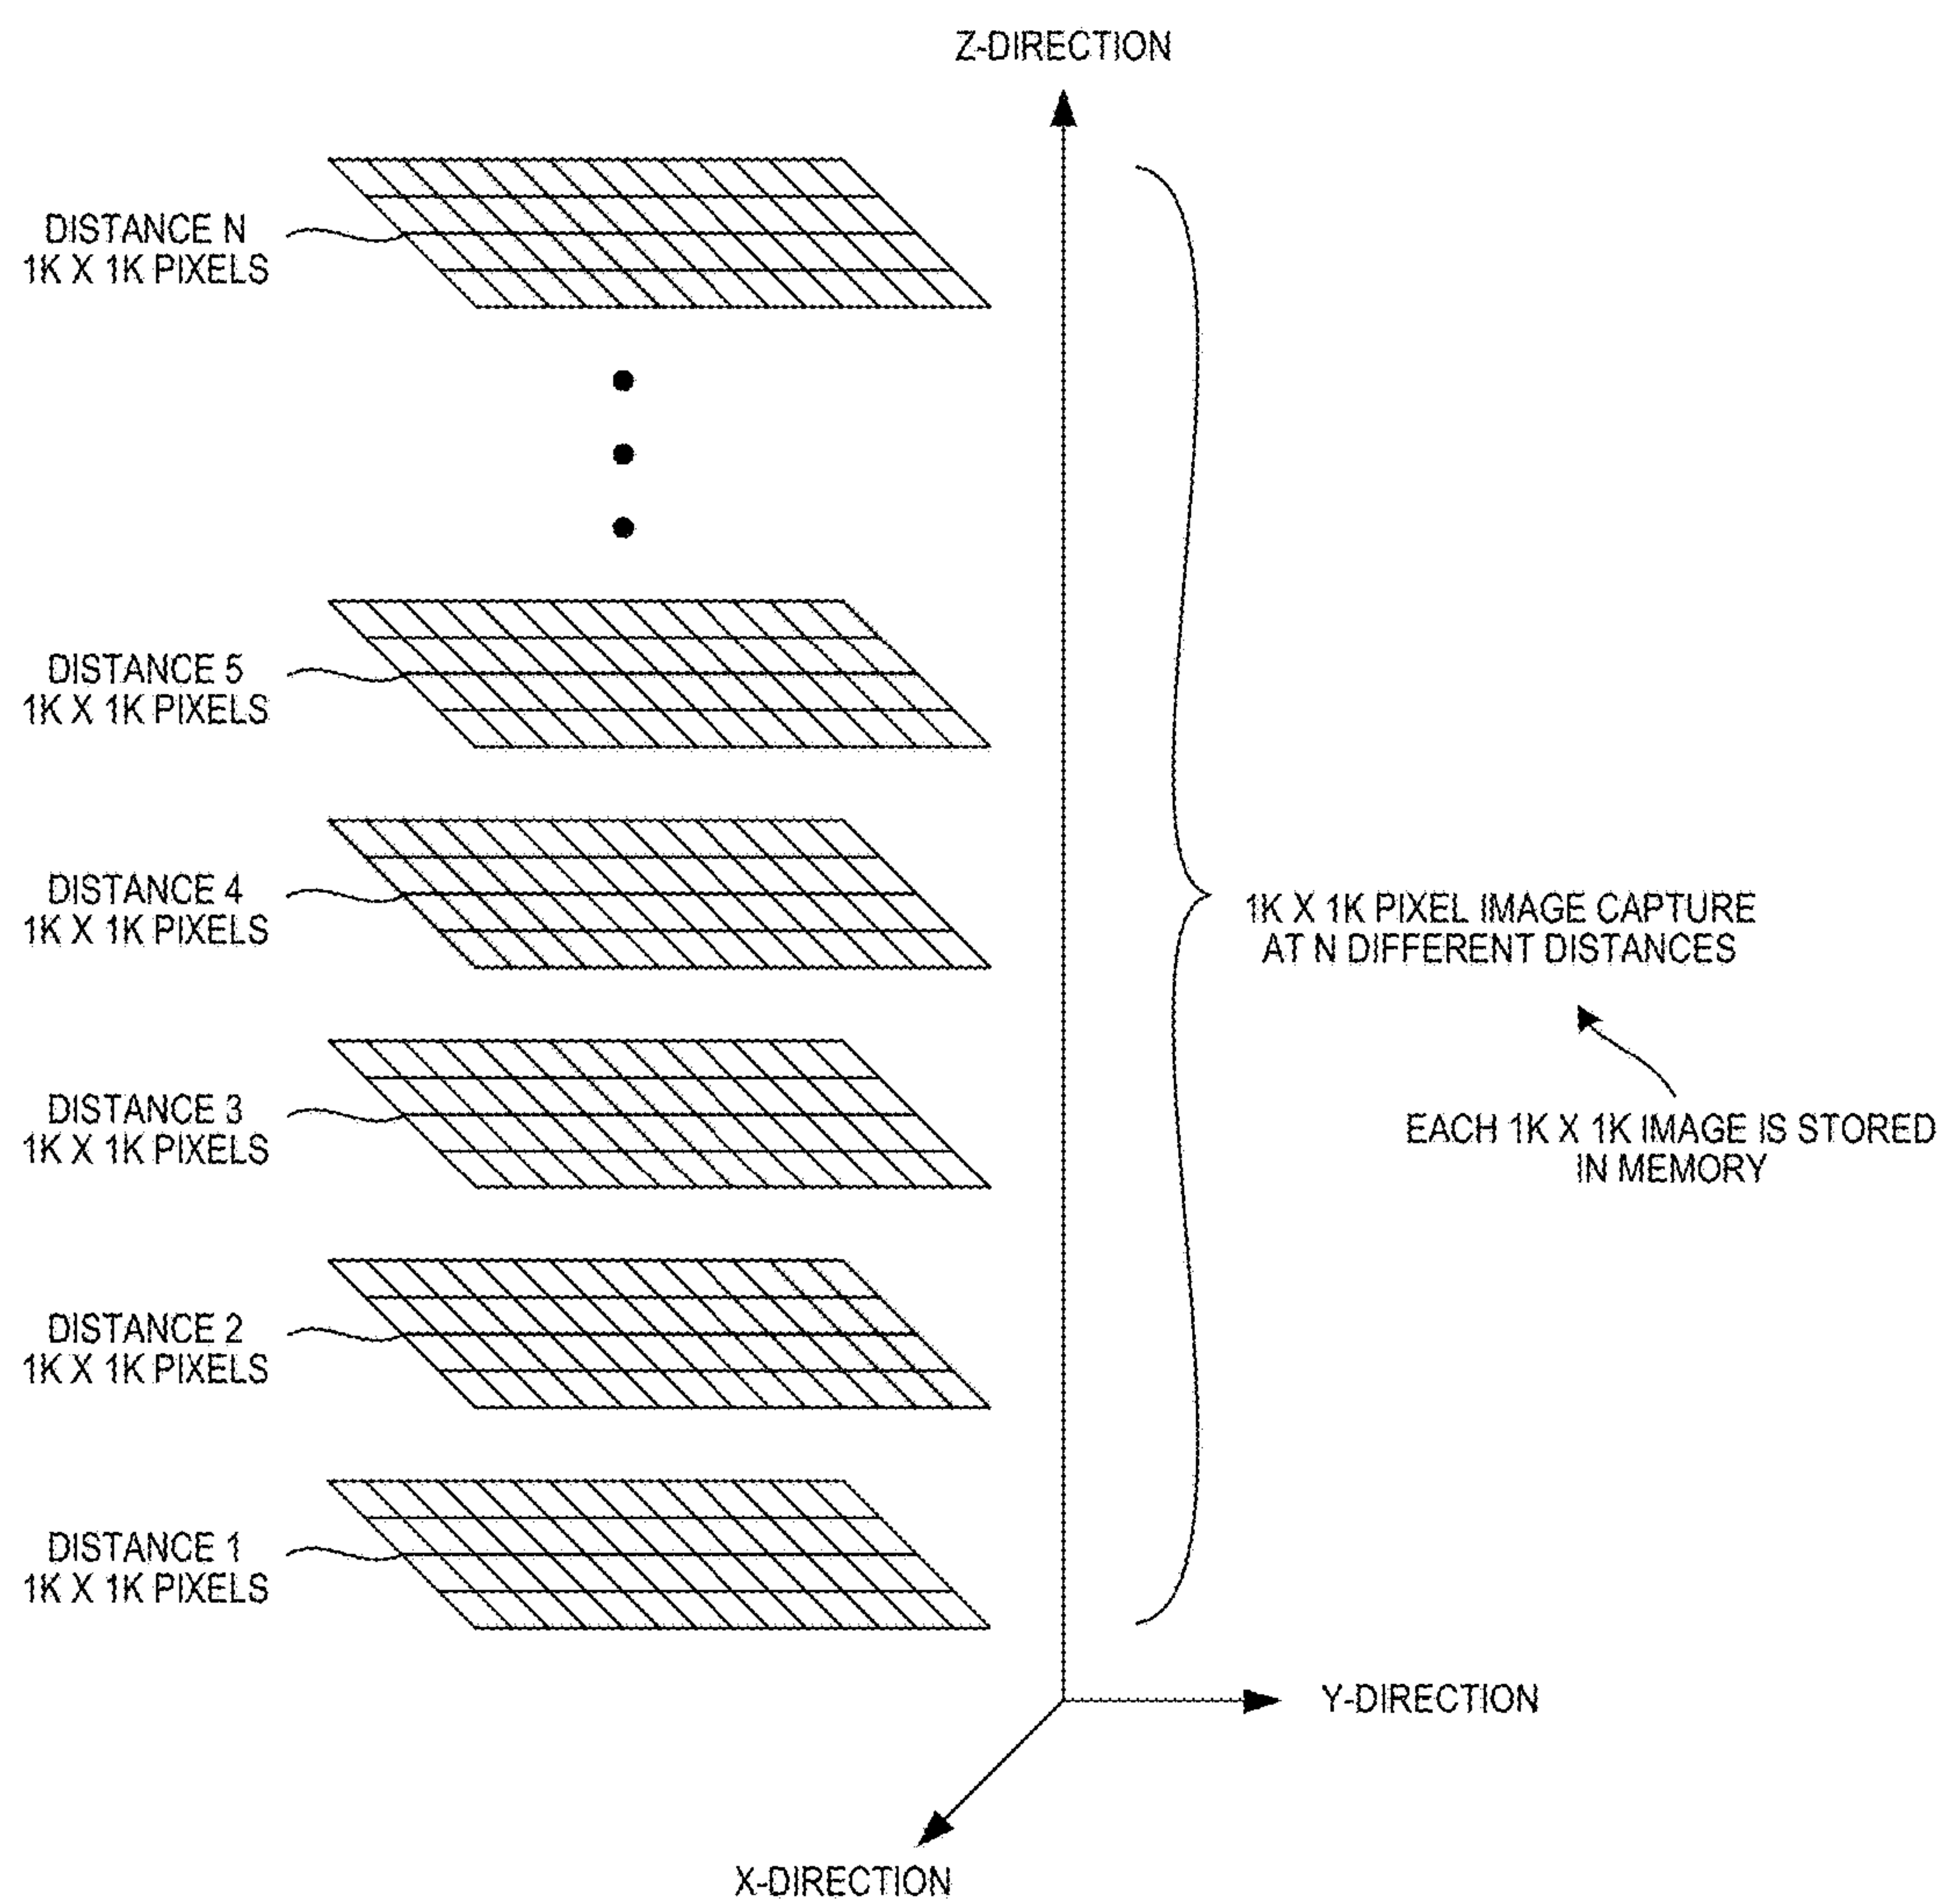 Z-DIRECTION
DISTANCE N
1K X 1K PIXELS
DISTANCE 5
1K X 1K PIXELS
DISTANCE 4
1K X 1K PIXELS
1K X 1K PIXEL IMAGE CAPTURE
AT N DIFFERENT DISTANCES
DISTANCE 3
1K X 1K PIXELS
EACH 1K X 1K IMAGE IS STORED
IN MEMORY
DISTANCE 2
1K X 1K PIXELS
DISTANCE 1
1K X 1K PIXELS
Y-DIRECTION
X-DIRECTION